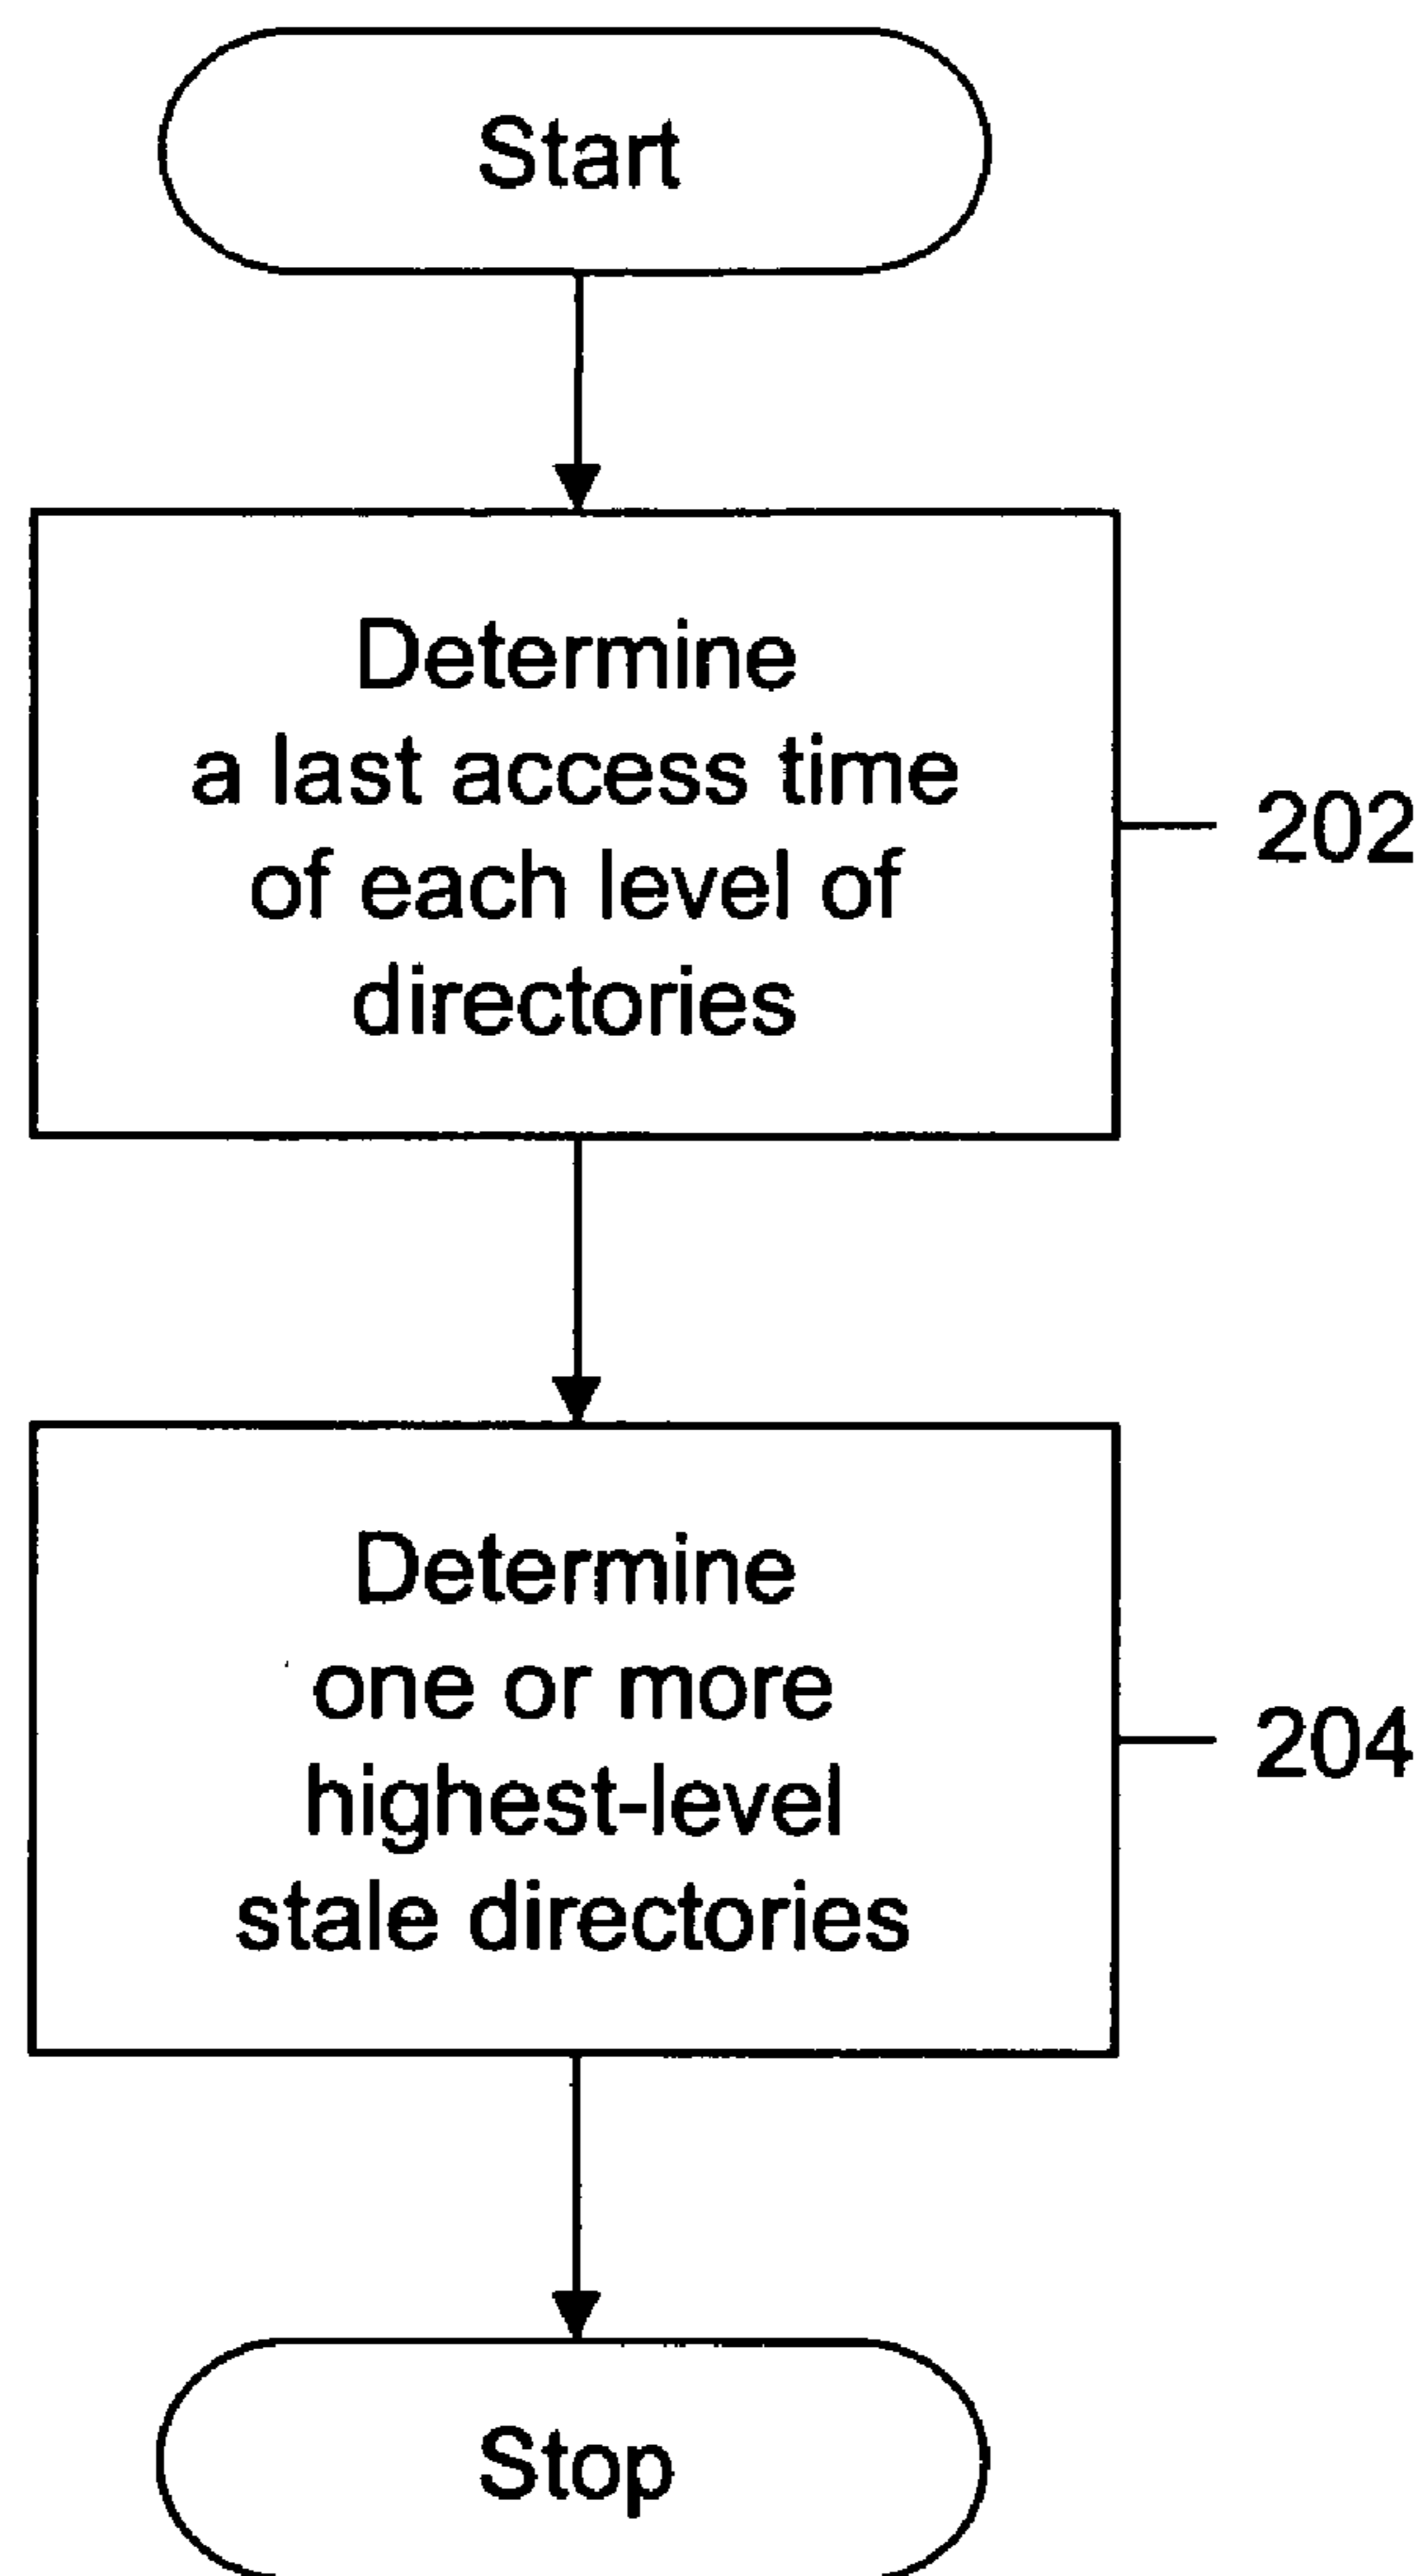 Start
Determine
a last access time
of each level of
directories
202
Determine
one or more
highest-level
stale directories
204
Stop